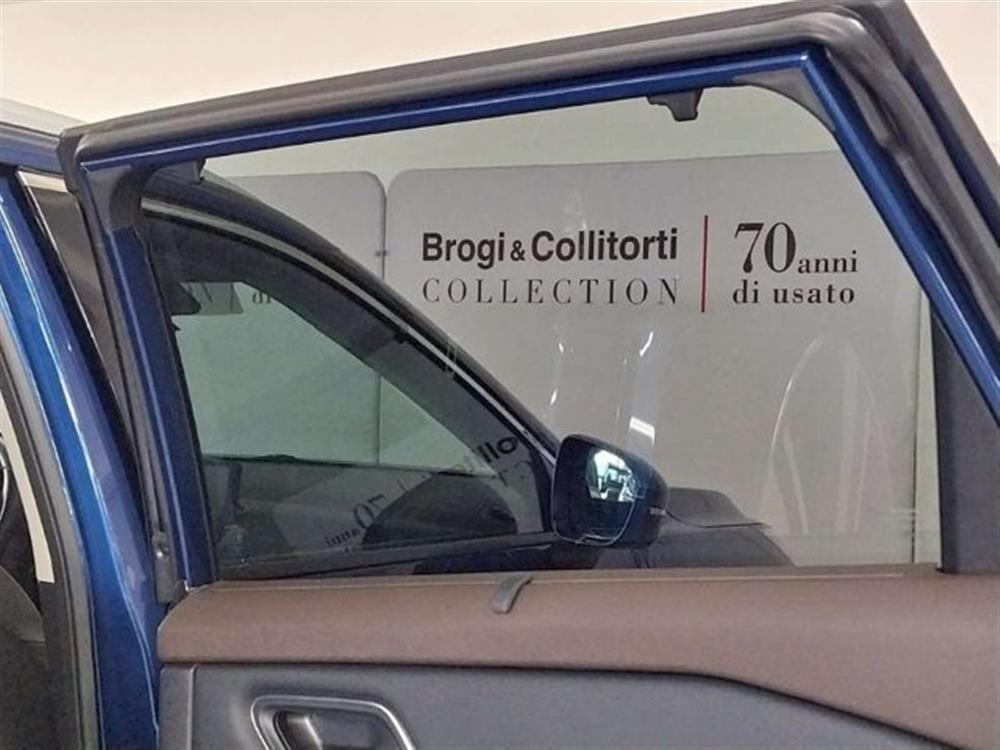 Brogi & Collitorti
COLLECTION
70 anni
di usato